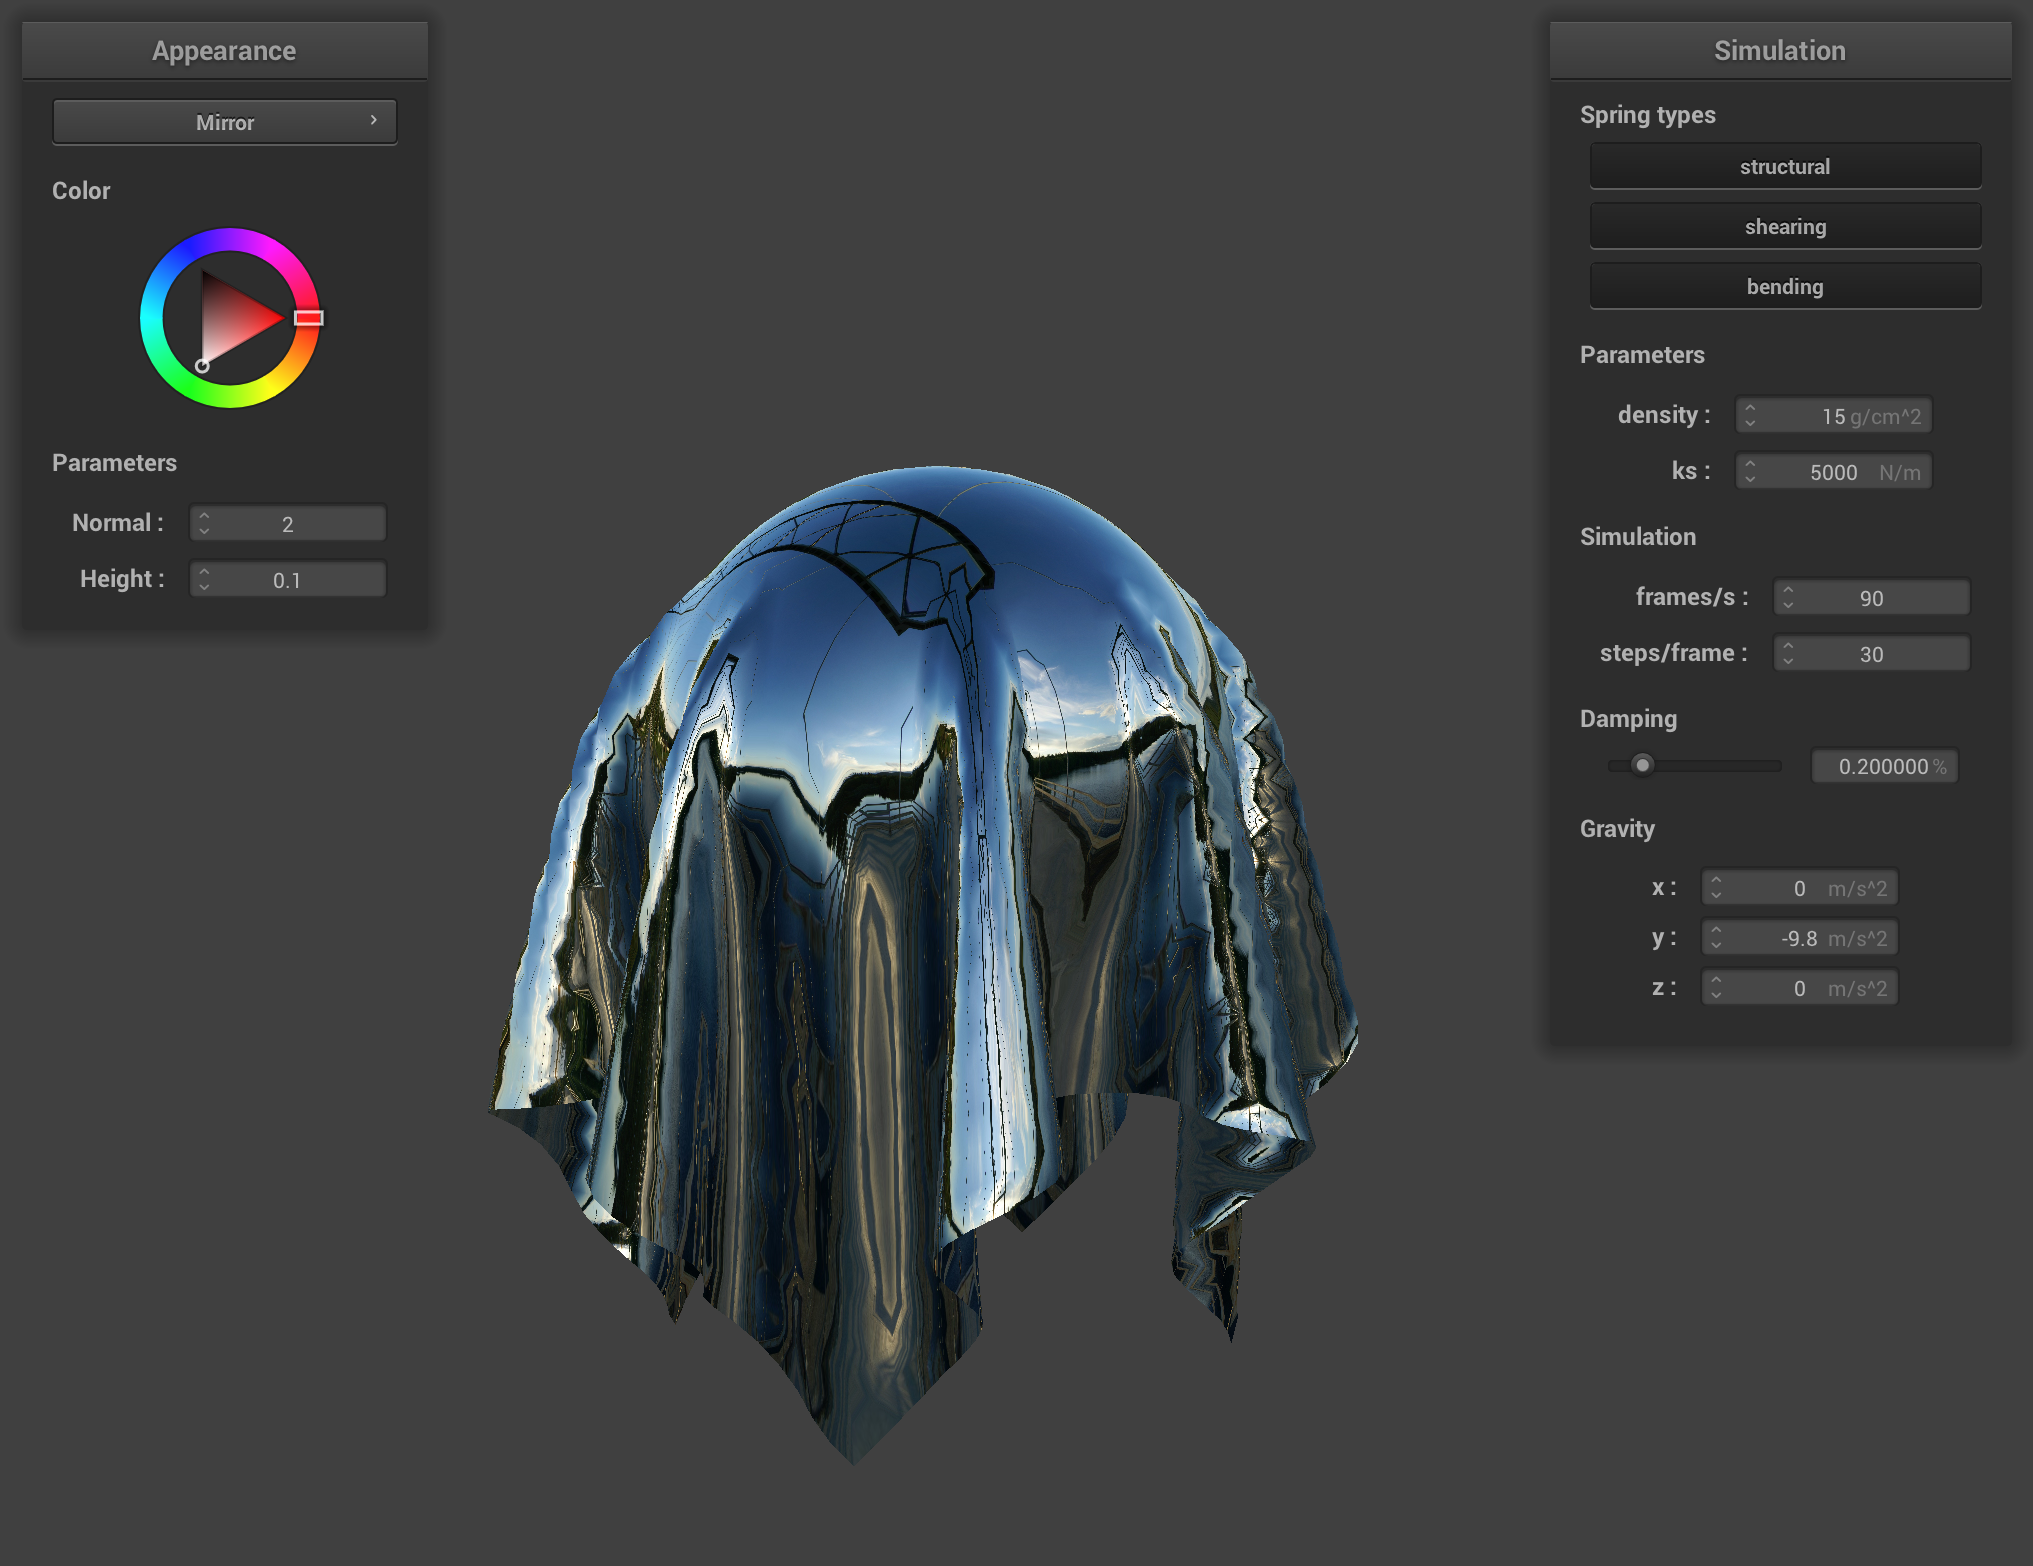 Appearance
Mirror
Color
Parameters
Normal : 2
Height : 0.1
Simulation
Spring types
structural
shearing
bending
Parameters
density : 15 g/cm^2
ks : 5000 N/m
Simulation
frames/s : 90
steps/frame : 30
Damping
0.200000 %
Gravity
x : 0 m/s^2
y : -9.8 m/s^2
z : 0 m/s^2